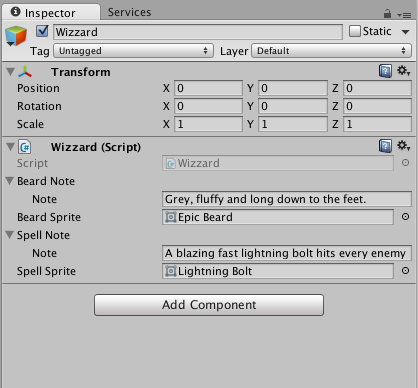 Inspector Services
Wizzard Static
Tag Untagged Layer Default
Transform
Position X 0 Y 0 Z 0
Rotation X 0 Y 0 Z 0
Scale X 1 Y 1 Z 1
Wizzard (Script)
Script Wizzard
Beard Note
Note Grey, fluffy and long down to the feet.
Beard Sprite Epic Beard
Spell Note
Note A blazing fast lightning bolt hits every enemy
Spell Sprite Lightning Bolt
Add Component